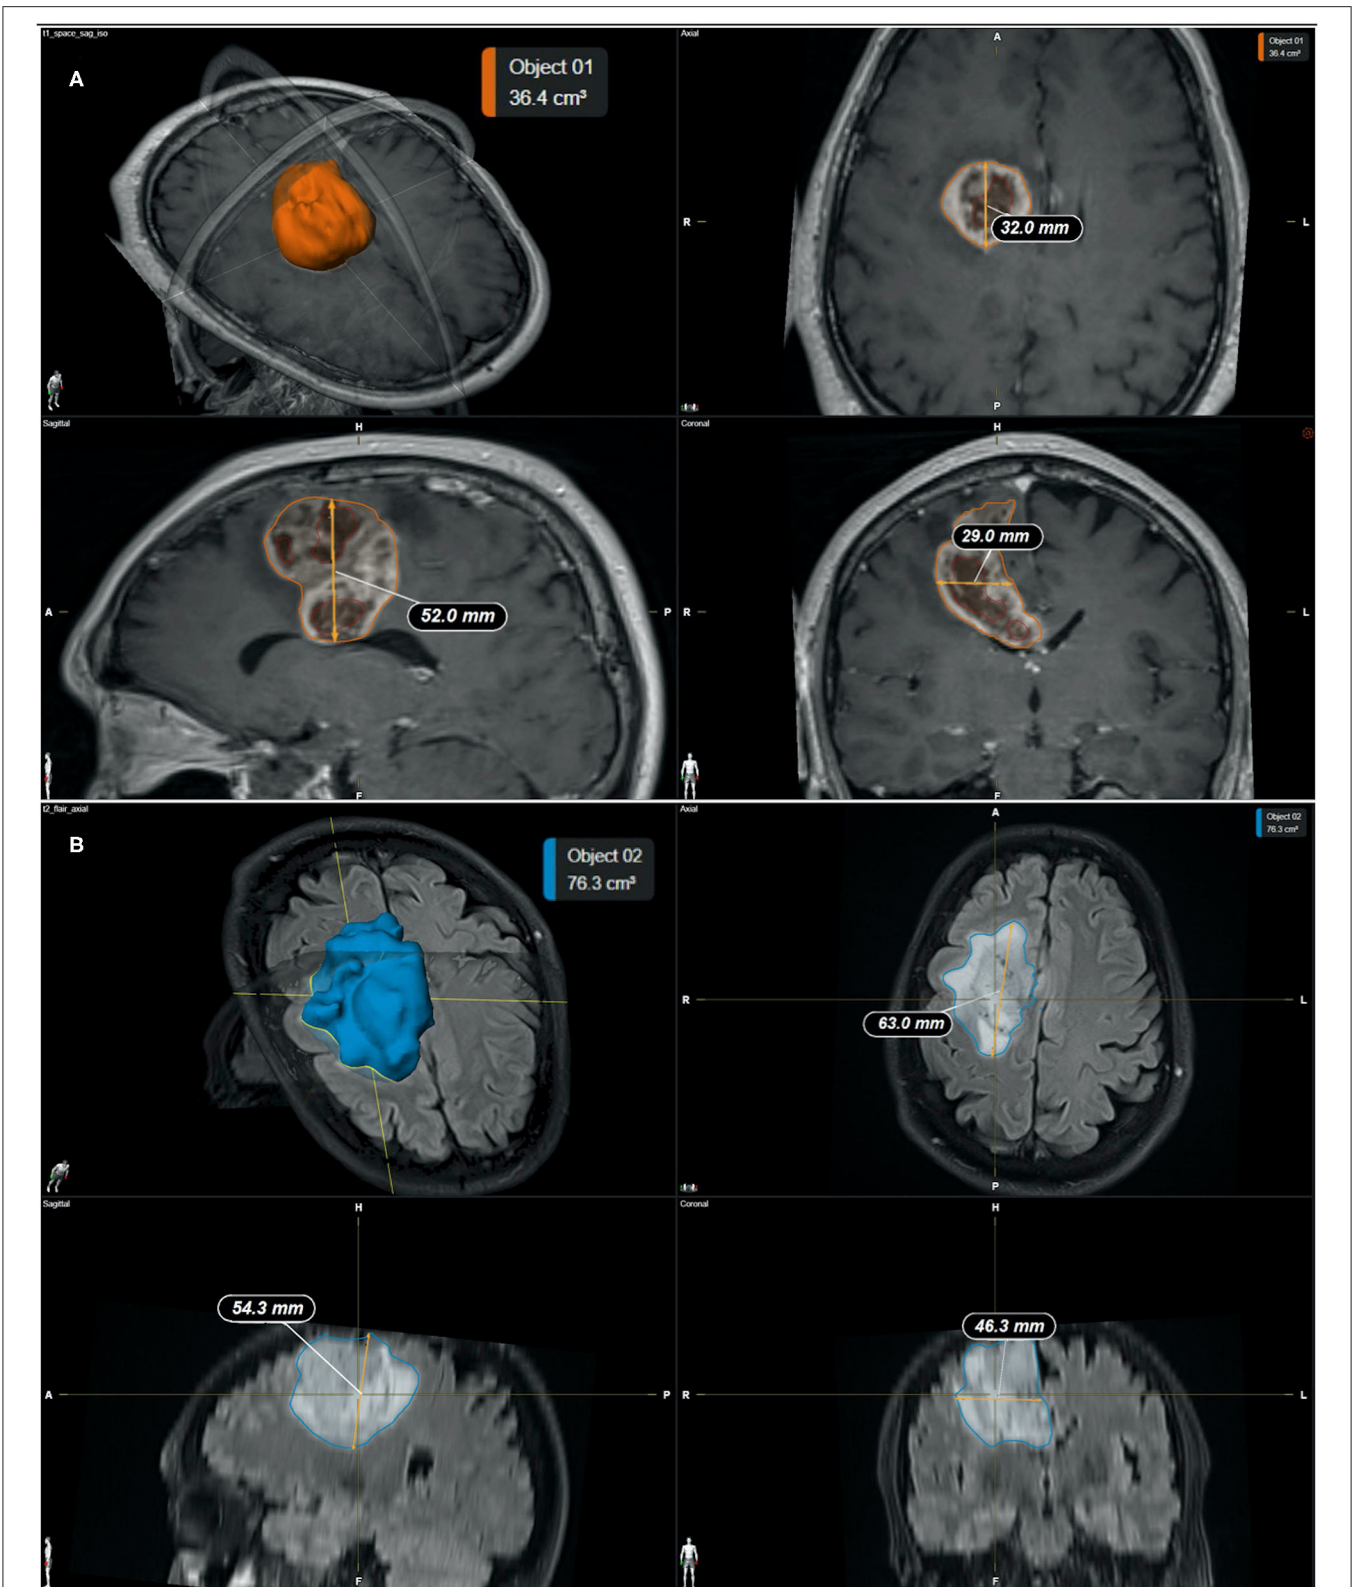 t1_space_sag_iso
A
Object 01
36.4 cm³
Axial
A
Object 01
36.4 cm³
R
L
32.0 mm
P
Sagittal
H
A
P
52.0 mm
F
Coronal
H
29.0 mm
R
L
F
t2_flair_axial
B
Object 02
76.3 cm³
Axial
A
Object 02
76.3 cm³
R
L
63.0 mm
P
Sagittal
H
54.3 mm
A
P
F
Coronal
H
46.3 mm
R
L
F